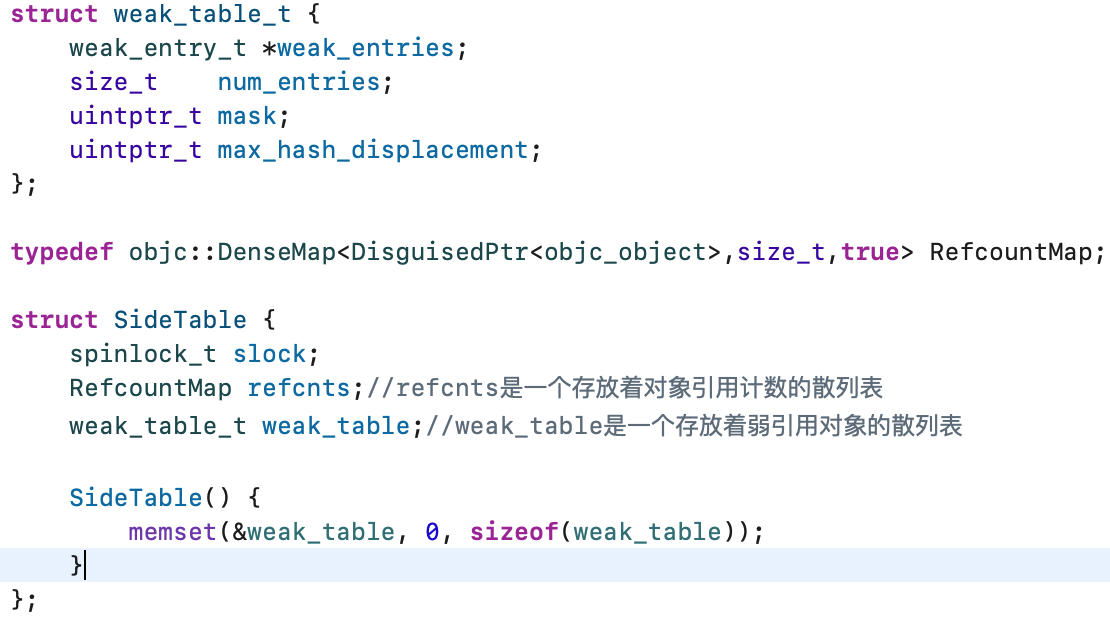 struct weak_table_t {
    weak_entry_t *weak_entries;
    size_t    num_entries;
    uintptr_t mask;
    uintptr_t max_hash_displacement;
};
typedef objc::DenseMap<DisguisedPtr<objc_object>,size_t,true> RefcountMap;
struct SideTable {
    spinlock_t slock;
    RefcountMap refcnts;//refcnts是一个存放着对象引用计数的散列表
    weak_table_t weak_table;//weak_table是一个存放着弱引用对象的散列表
    SideTable() {
        memset(&weak_table, 0, sizeof(weak_table));
    }
};